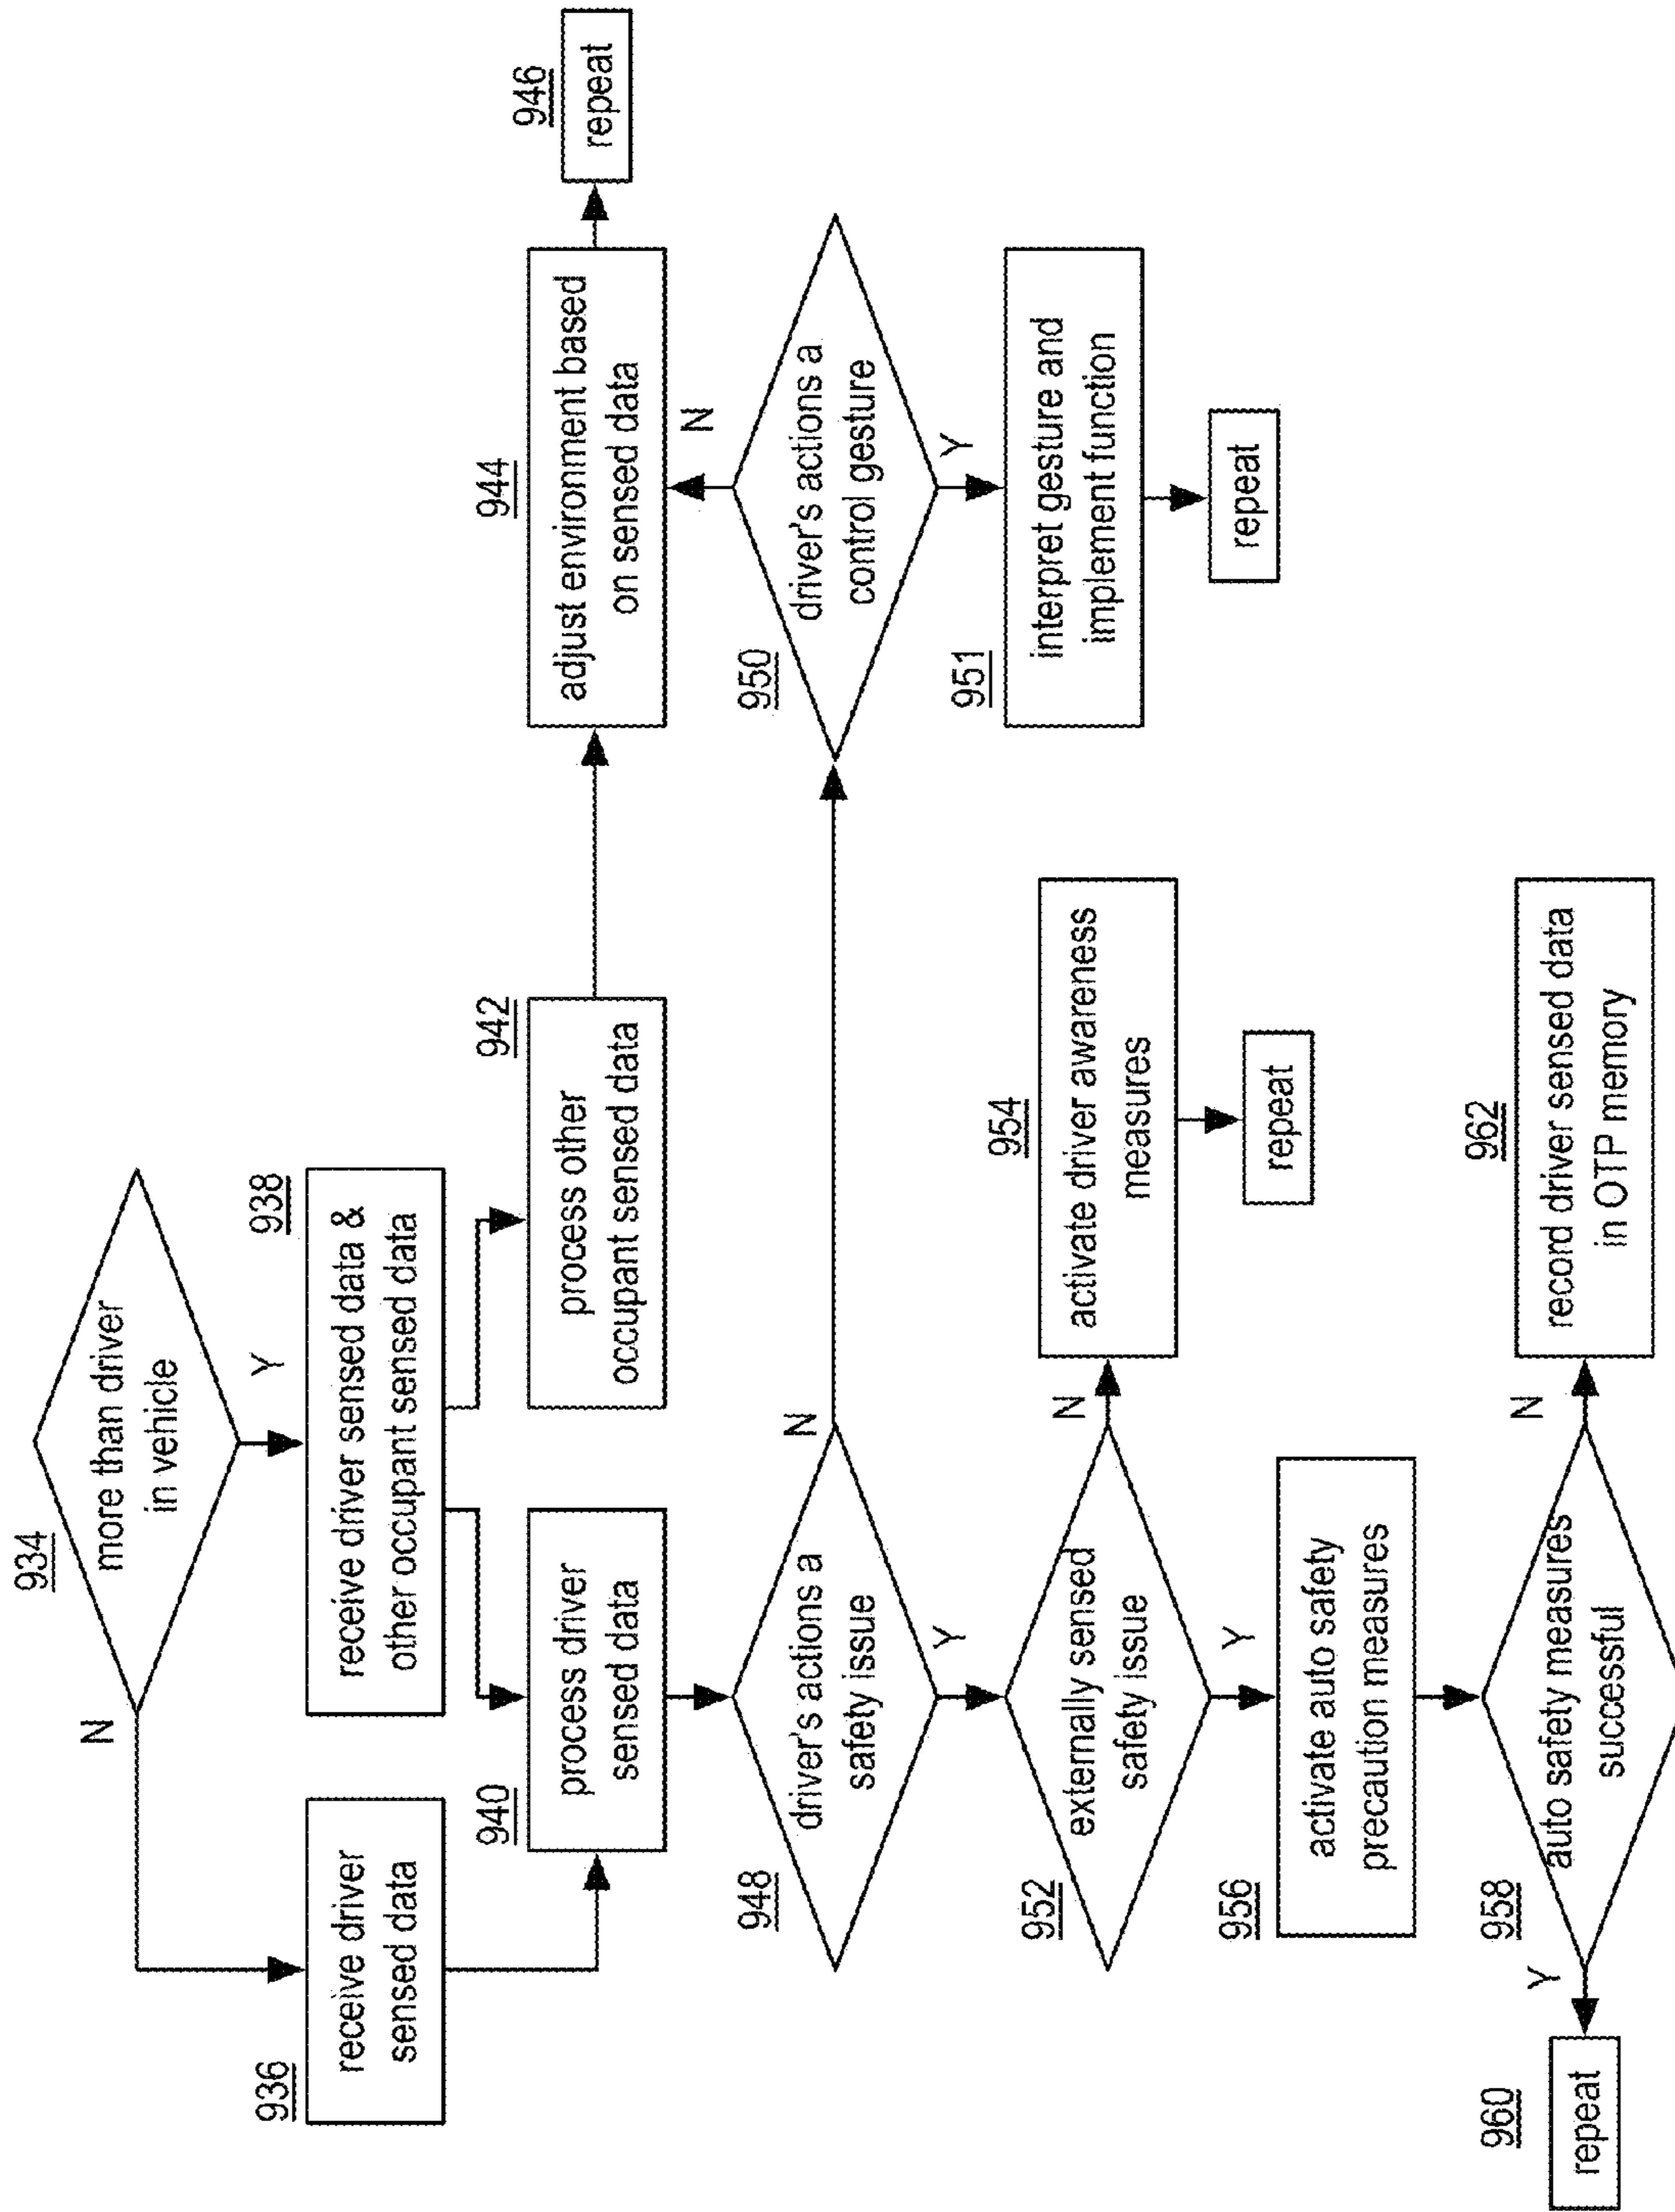 934
more than driver
in vehicle
N
Y
936
receive driver
sensed data
938
receive driver sensed data &
other occupant sensed data
940
process driver
sensed data
942
process other
occupant sensed data
944
adjust environment based
on sensed data
946
repeat
948
driver's actions a
safety issue
N
Y
950
driver's actions a
control gesture
N
Y
951
interpret gesture and
implement function
repeat
952
externally sensed
safety issue
N
Y
954
activate driver awareness
measures
repeat
956
activate auto safety
precaution measures
958
auto safety measures
successful
Y
N
960
repeat
962
record driver sensed data
in OTP memory